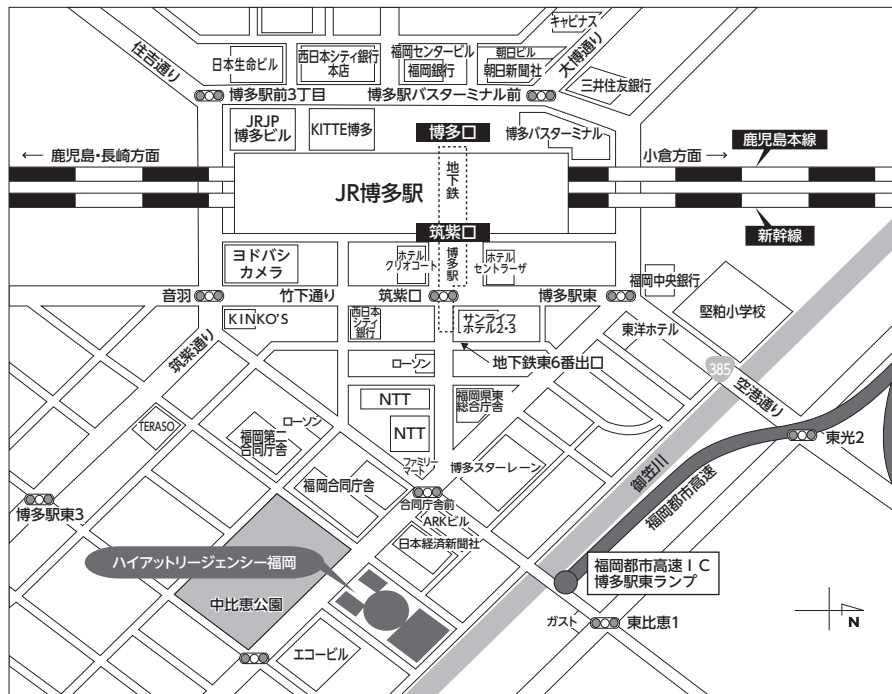 キャピナス
住吉通り
日本生命ビル
西日本シティ銀行
本店
福岡センタービル
福岡銀行
朝日ビル
朝日新聞社
大博通り
三井住友銀行
博多駅前3丁目
博多駅バスターミナル前
JRJP
博多ビル
KITTE博多
博多口
博多バスターミナル
← 鹿児島・長崎方面
小倉方面→
鹿児島本線
地下鉄
JR博多駅
筑紫口
新幹線
博多駅
ヨドバシ
カメラ
ホテル
クリオコート
ホテル
セントラーザ
福岡中央銀行
音羽
竹下通り
筑紫口
博多駅東
堅粕小学校
KINKO'S
西日本
シティ
銀行
サンライフ
ホテル2・3
東洋ホテル
筑紫通り
ローソン
地下鉄東6番出口
385
空港通り
NTT
福岡県東
総合庁舎
TERASO
ローソン
福岡第二
合同庁舎
NTT
東光2
ファミリー
マート
博多スターレーン
御笠川
福岡都市高速
福岡合同庁舎
合同庁舎前
博多駅東3
ARKビル
日本経済新聞社
ハイアットリージェンシー福岡
福岡都市高速IC
博多駅東ランプ
中比恵公園
ガスト
東比恵1
N
エコービル